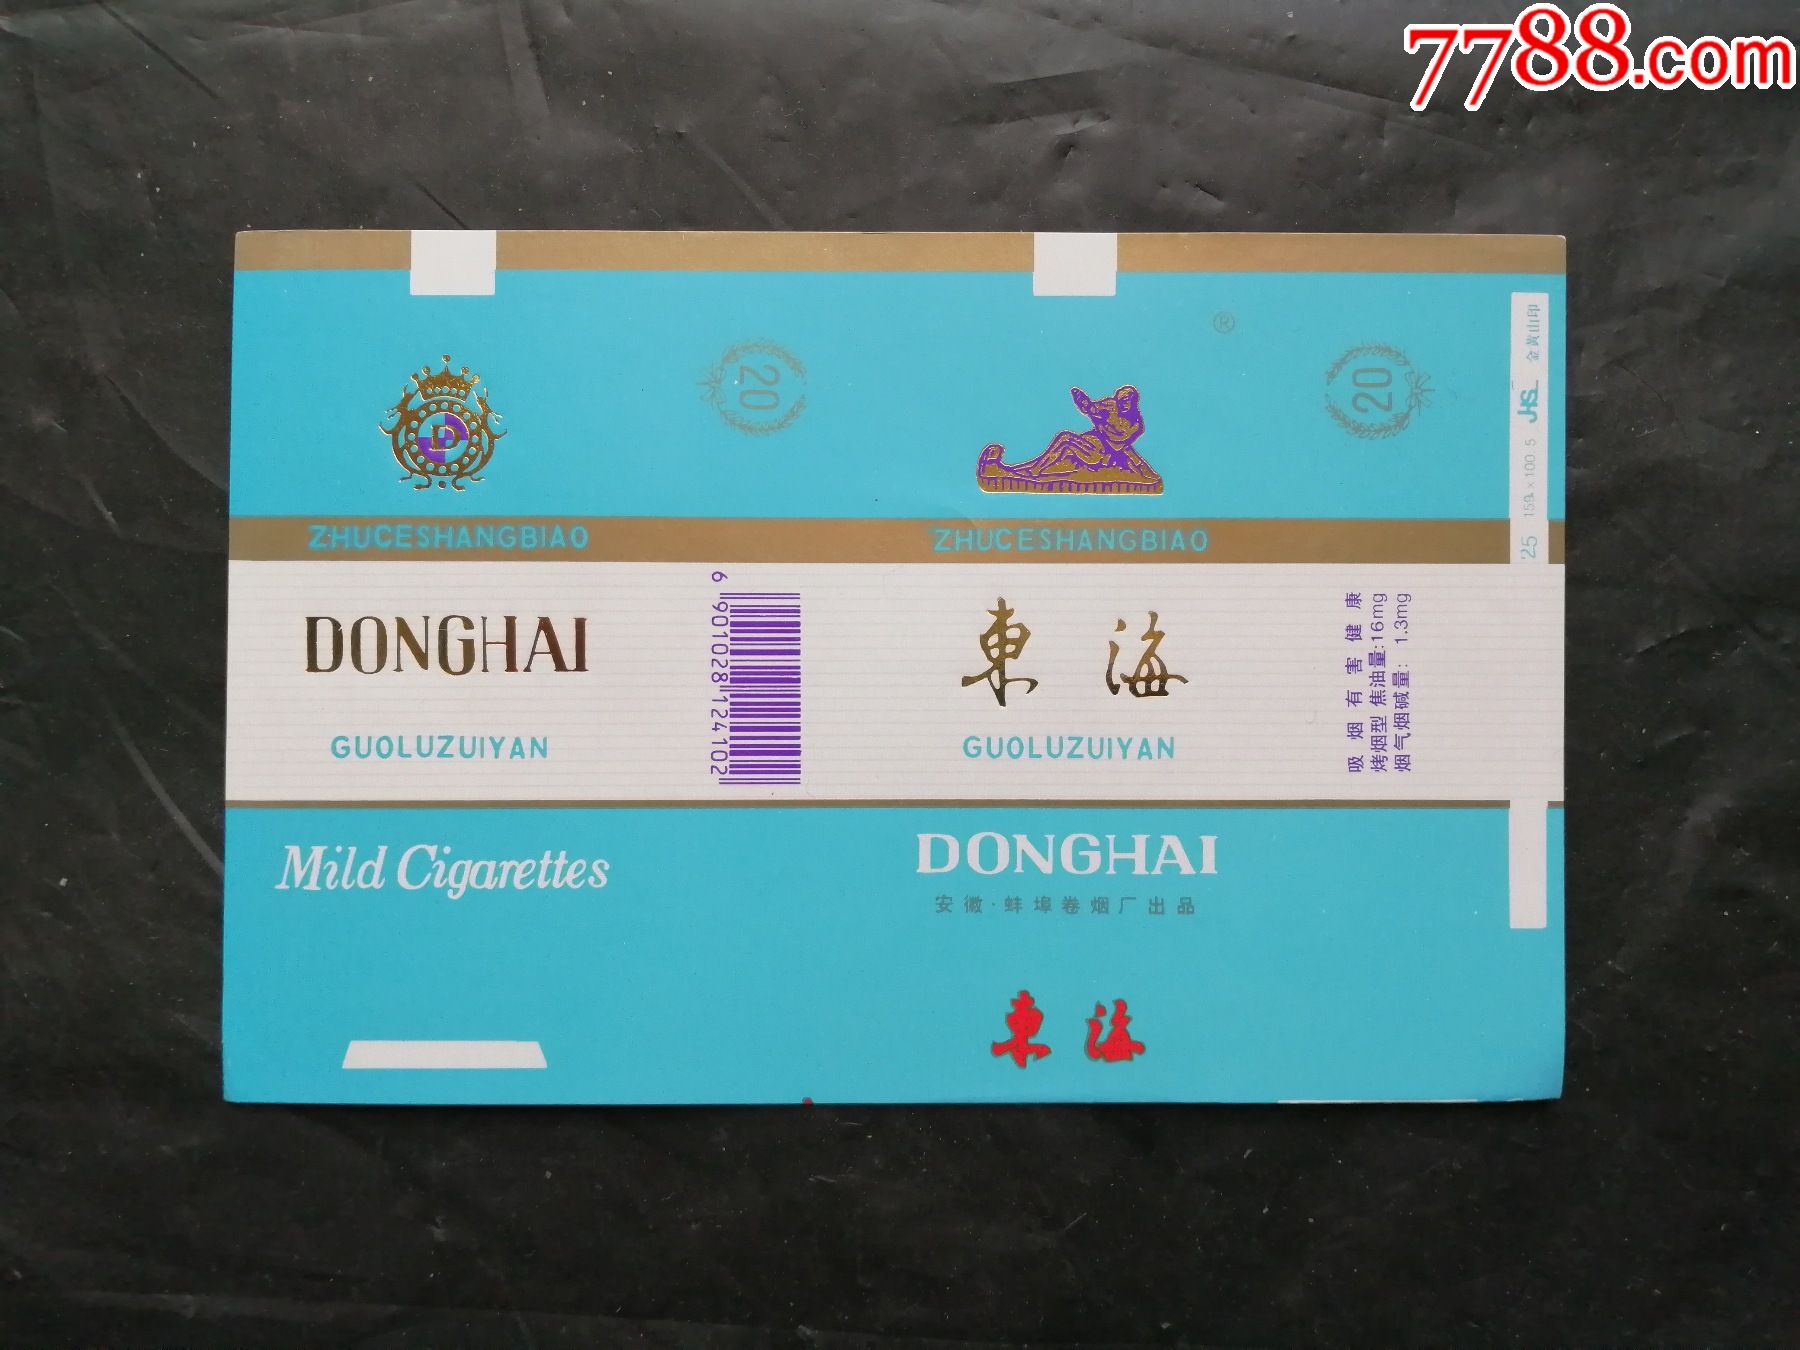 7788.com
®
D
20
20
ZHUCESHANGBIAO
ZHUCESHANGBIAO
DONGHAI
GUOLUZUIYAN
6 901028 124102
東海
GUOLUZUIYAN
吸烟有害健康
烤烟型 焦油量:16mg
烟气烟碱量: 1.3mg
25 159×100.5 JHS 金黄山印
Mild Cigarettes
DONGHAI
安徽·蚌埠卷烟厂出品
東海